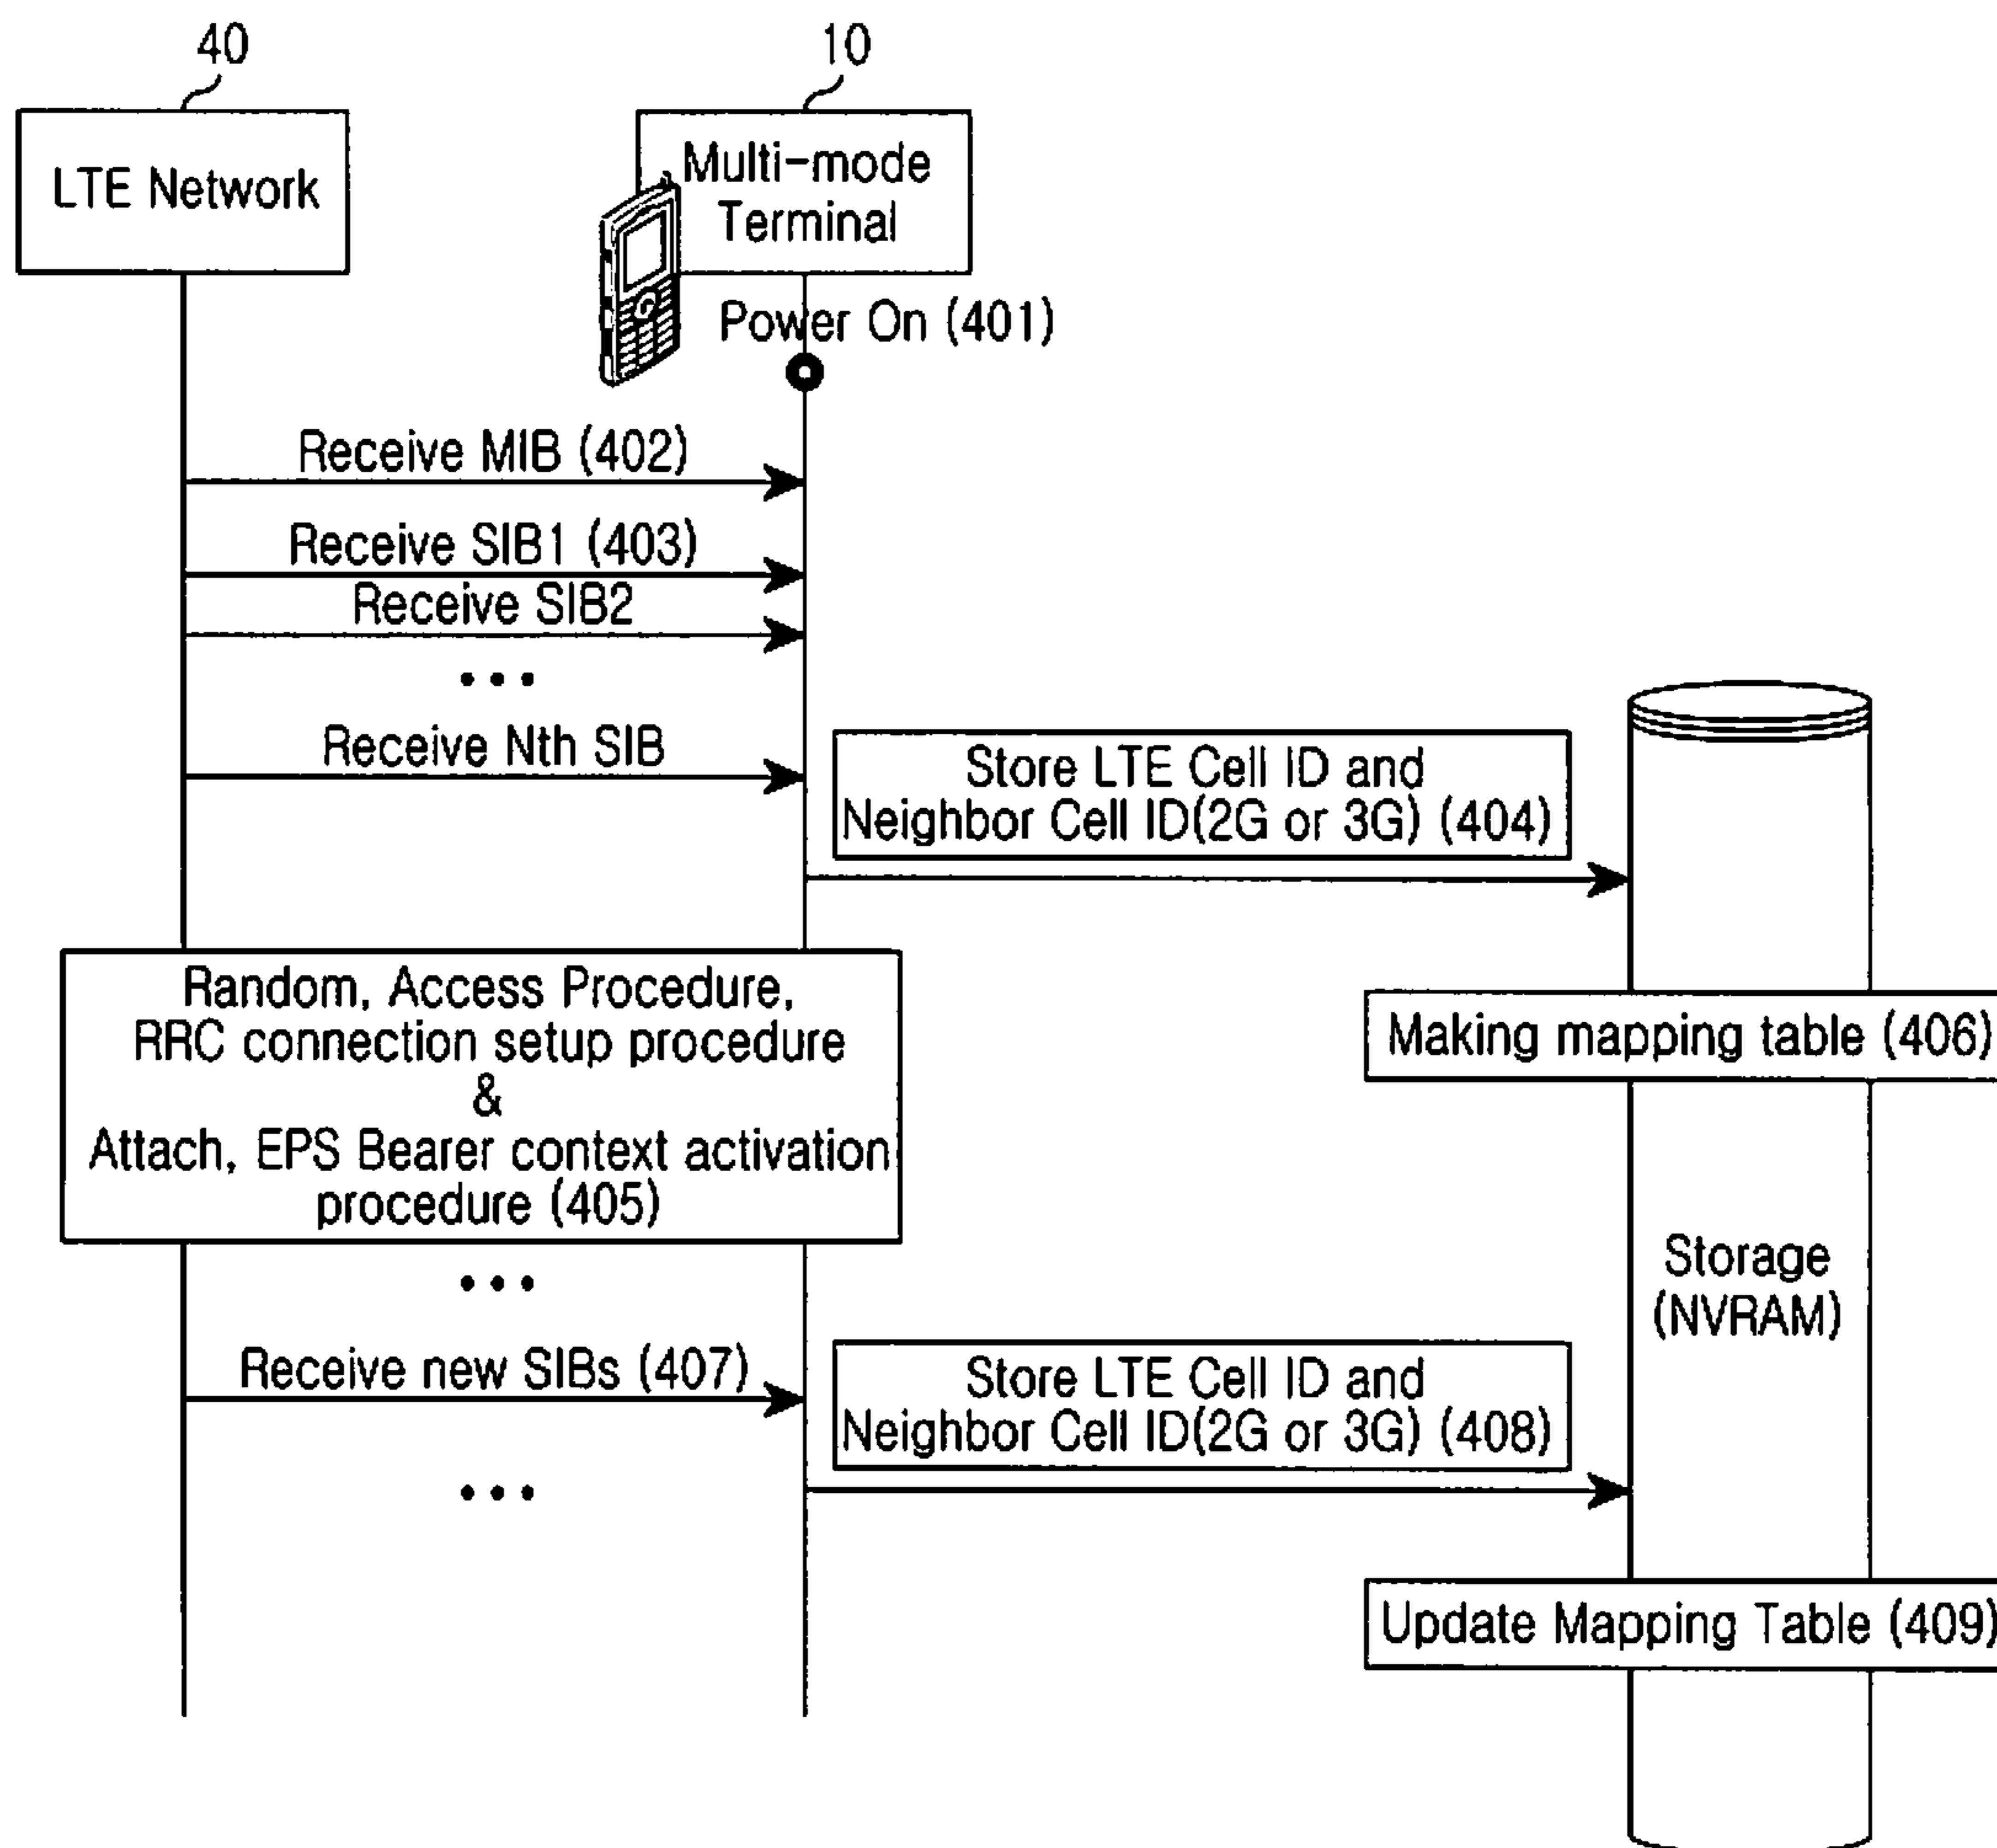 40
10
LTE Network
Multi-mode
Terminal
Power On (401)
Receive MIB (402)
Receive SIB1 (403)
Receive SIB2
•••
Receive Nth SIB
Store LTE Cell ID and
Neighbor Cell ID(2G or 3G) (404)
Random, Access Procedure,
RRC connection setup procedure
&
Attach, EPS Bearer context activation
procedure (405)
Making mapping table (406)
Storage
(NVRAM)
•••
Receive new SIBs (407)
Store LTE Cell ID and
Neighbor Cell ID(2G or 3G) (408)
•••
Update Mapping Table (409)